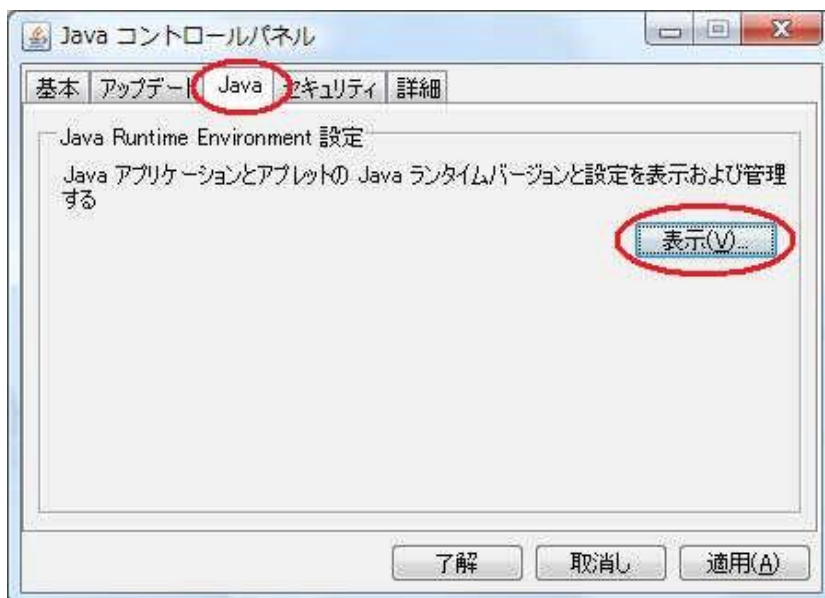 Java コントロールパネル
基本 アップデート Java セキュリティ 詳細
Java Runtime Environment 設定
Java アプリケーションとアプレットの Java ランタイムバージョンと設定を表示および管理
する
表示(V)...
了解 取消し 適用(A)